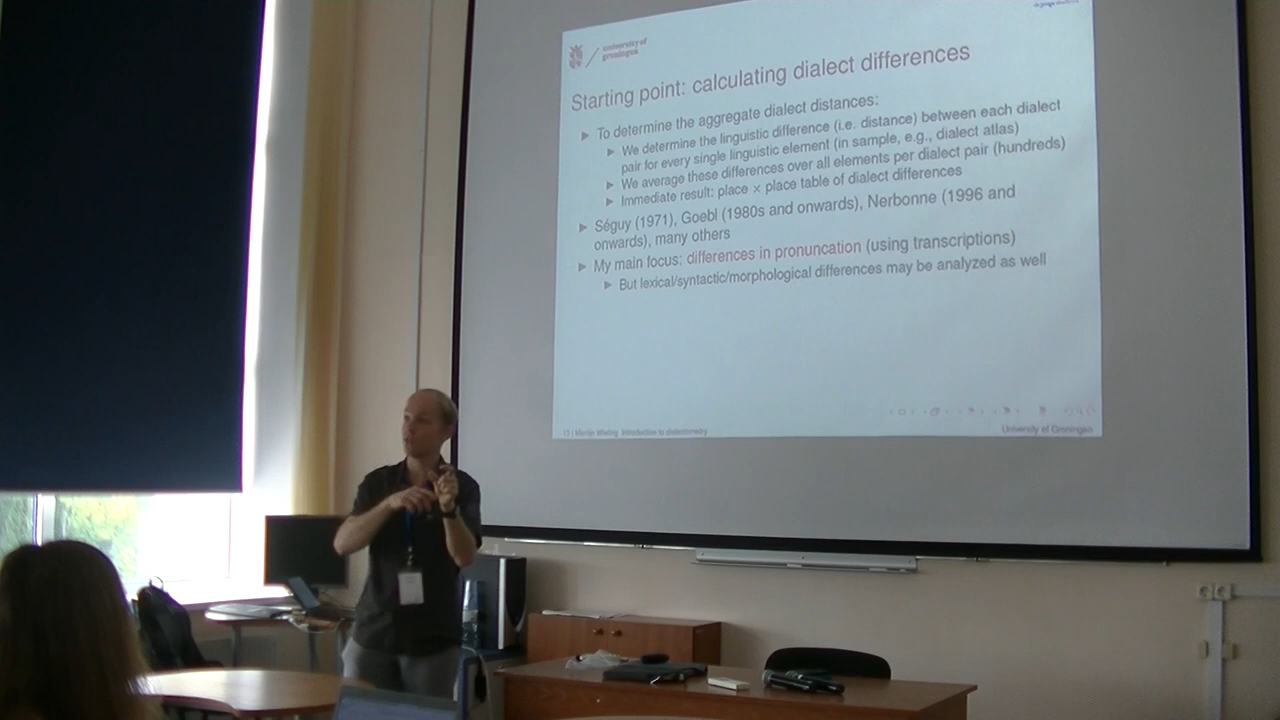 university of
groningen
Starting point: calculating dialect differences
To determine the aggregate dialect distances:
We determine the linguistic difference (i.e. distance) between each dialect
pair for every single linguistic element (in sample, e.g., dialect atlas)
We average these differences over all elements per dialect pair (hundreds)
Immediate result: place × place table of dialect differences
Séguy (1971), Goebl (1980s and onwards), Nerbonne (1996 and
onwards), many others
My main focus: differences in pronuncation (using transcriptions)
But lexical/syntactic/morphological differences may be analyzed as well
Martijn Wieling Introduction to dialectometry
University of Groningen